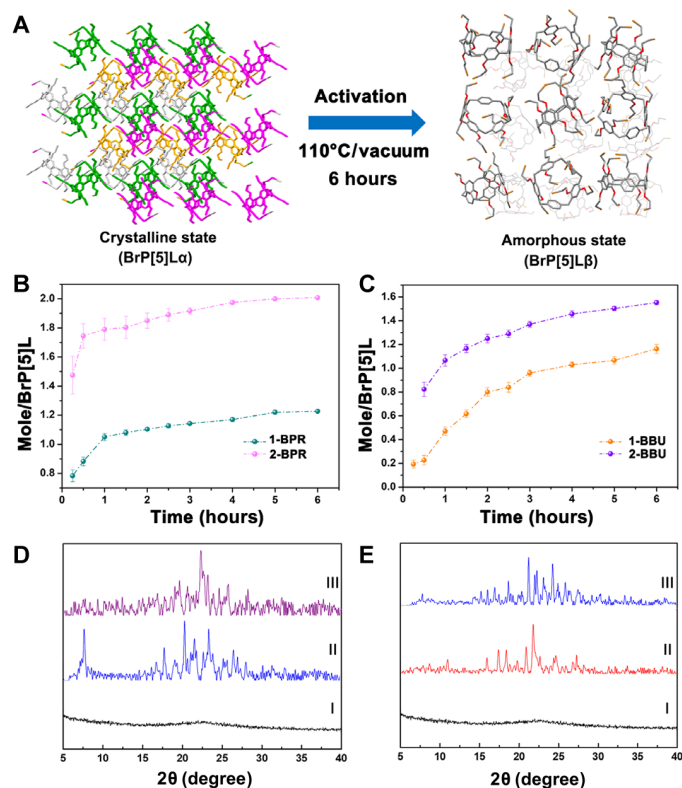 A
Activation
110°C/vacuum
6 hours
Crystalline state
(BrP[5]Lα)
Amorphous state
(BrP[5]Lβ)
B
Mole/BrP[5]L
2.0
1.8
1.6
1.4
1.2
1.0
0.8
1-BPR
2-BPR
0 1 2 3 4 5 6
Time (hours)
C
Mole/BrP[5]L
1.6
1.4
1.2
1.0
0.8
0.6
0.4
0.2
0.0
1-BBU
2-BBU
0 1 2 3 4 5 6
Time (hours)
D
III
II
I
5 10 15 20 25 30 35 40
2θ (degree)
E
III
II
I
5 10 15 20 25 30 35 40
2θ (degree)